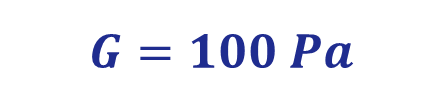 G = 100 Pa